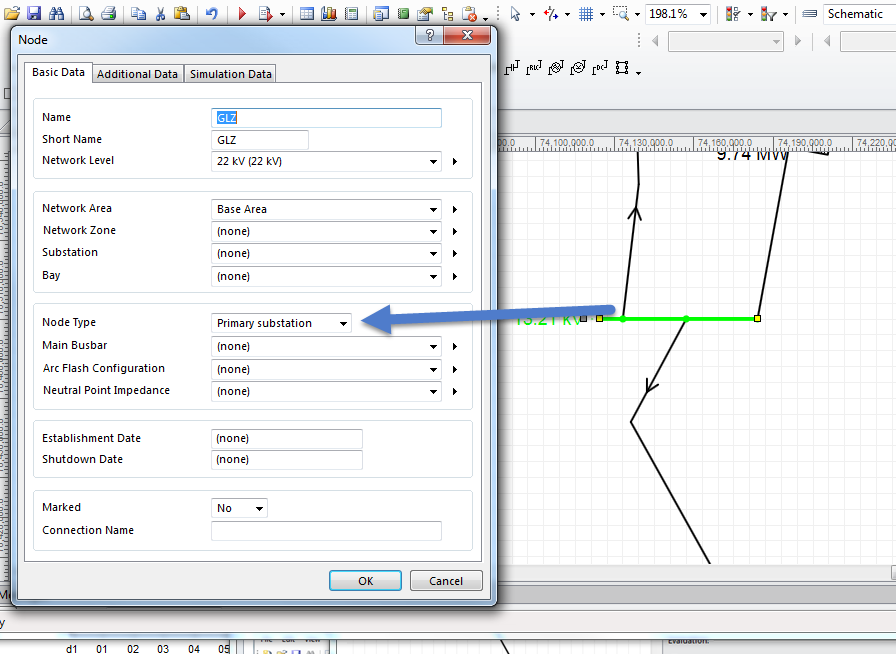 198.1%
Schematic
Node
Basic Data
Additional Data
Simulation Data
Name GLZ
Short Name GLZ
Network Level 22 kV (22 kV)
Network Area Base Area
Network Zone (none)
Substation (none)
Bay (none)
Node Type Primary substation
Main Busbar (none)
Arc Flash Configuration (none)
Neutral Point Impedance (none)
Establishment Date (none)
Shutdown Date (none)
Marked No
Connection Name
OK Cancel
74,100,000.0 74,130,000.0 74,160,000.0 74,190,000.0 74,220,00
9.74 MW
13.21 kV
d1 01 02 03 04 05
Evaluation: